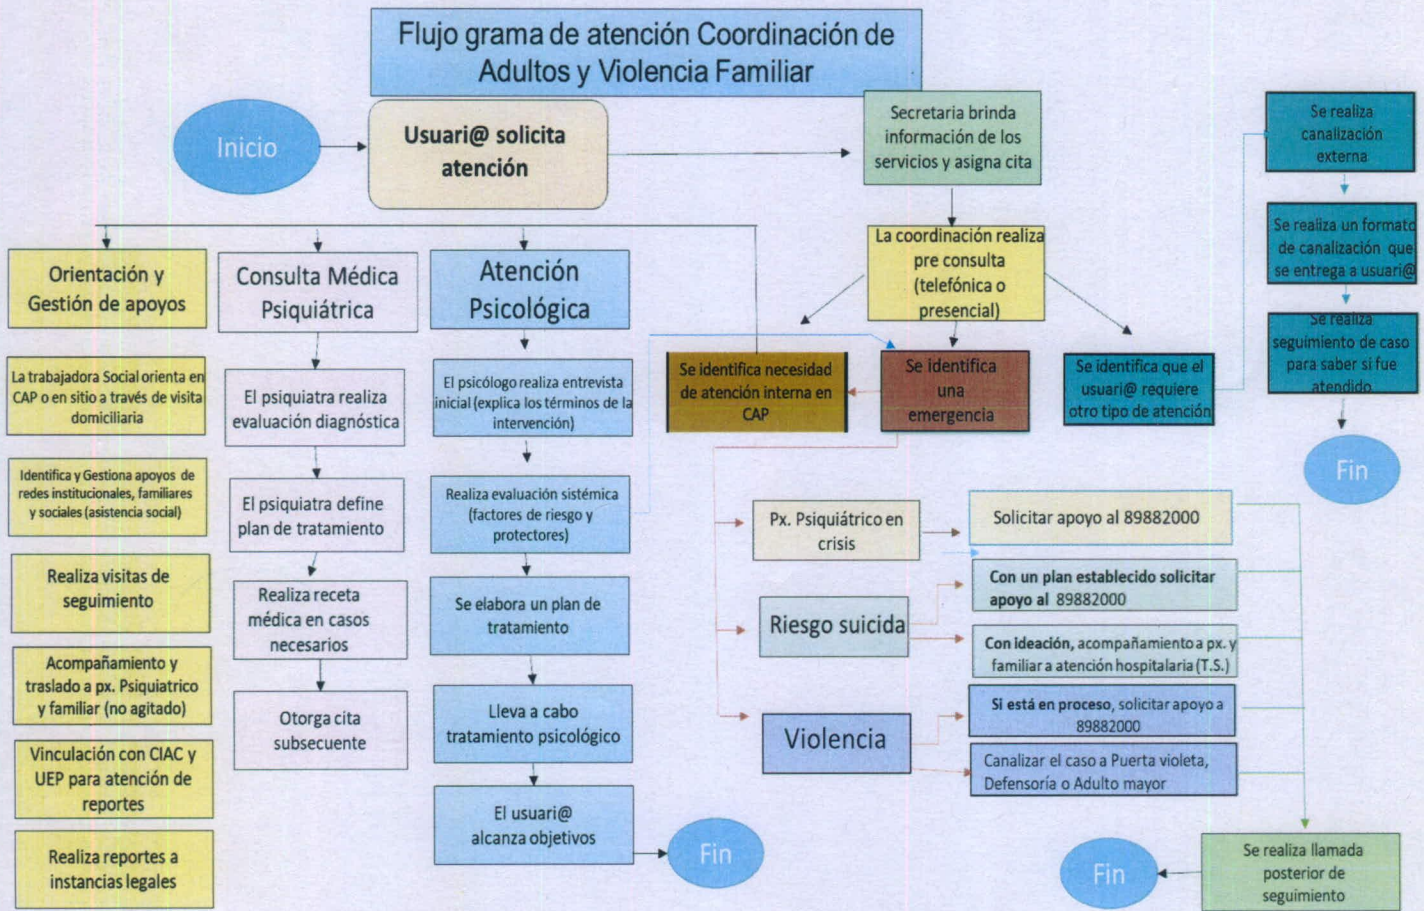 Flujo grama de atención Coordinación de
Adultos y Violencia Familiar
Inicio
Usuari@ solicita
atención
Secretaria brinda
información de los
servicios y asigna cita
La coordinación realiza
pre consulta
(telefónica o
presencial)
Se identifica necesidad
de atención interna en
CAP
Se identifica
una
emergencia
Se identifica que el
usuari@ requiere
otro tipo de atención
Se realiza
canalización
externa
Se realiza un formato
de canalización que
se entrega a usuari@
Se realiza
seguimiento de caso
para saber si fue
atendido
Fin
Orientación y
Gestión de apoyos
La trabajadora Social orienta en
CAP o en sitio a través de visita
domiciliaria
Identifica y Gestiona apoyos de
redes institucionales, familiares
y sociales (asistencia social)
Realiza visitas de
seguimiento
Acompañamiento y
traslado a px. Psiquiatrico
y familiar (no agitado)
Vinculación con CIAC y
UEP para atención de
reportes
Realiza reportes a
instancias legales
Consulta Médica
Psiquiátrica
El psiquiatra realiza
evaluación diagnóstica
El psiquiatra define
plan de tratamiento
Realiza receta
médica en casos
necesarios
Otorga cita
subsecuente
Atención
Psicológica
El psicólogo realiza entrevista
inicial (explica los términos de la
intervención)
Realiza evaluación sistémica
(factores de riesgo y
protectores)
Se elabora un plan de
tratamiento
Lleva a cabo
tratamiento psicológico
El usuari@
alcanza objetivos
Fin
Px. Psiquiátrico en
crisis
Solicitar apoyo al 89882000
Riesgo suicida
Con un plan establecido solicitar
apoyo al 89882000
Con ideación, acompañamiento a px. y
familiar a atención hospitalaria (T.S.)
Violencia
Si está en proceso, solicitar apoyo a
89882000
Canalizar el caso a Puerta violeta,
Defensoría o Adulto mayor
Se realiza llamada
posterior de
seguimiento
Fin